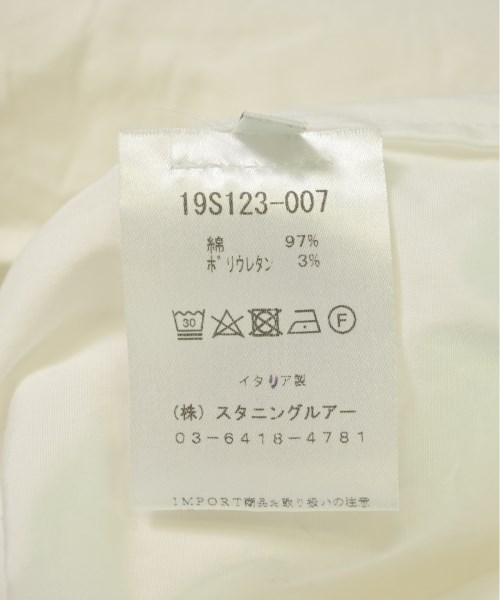 19S123-007
綿 97%
ポリウレタン 3%
30
F
イタリア製
（株）スタニングルアー
03-6418-4781
IMPORT商品お取り扱いの注意